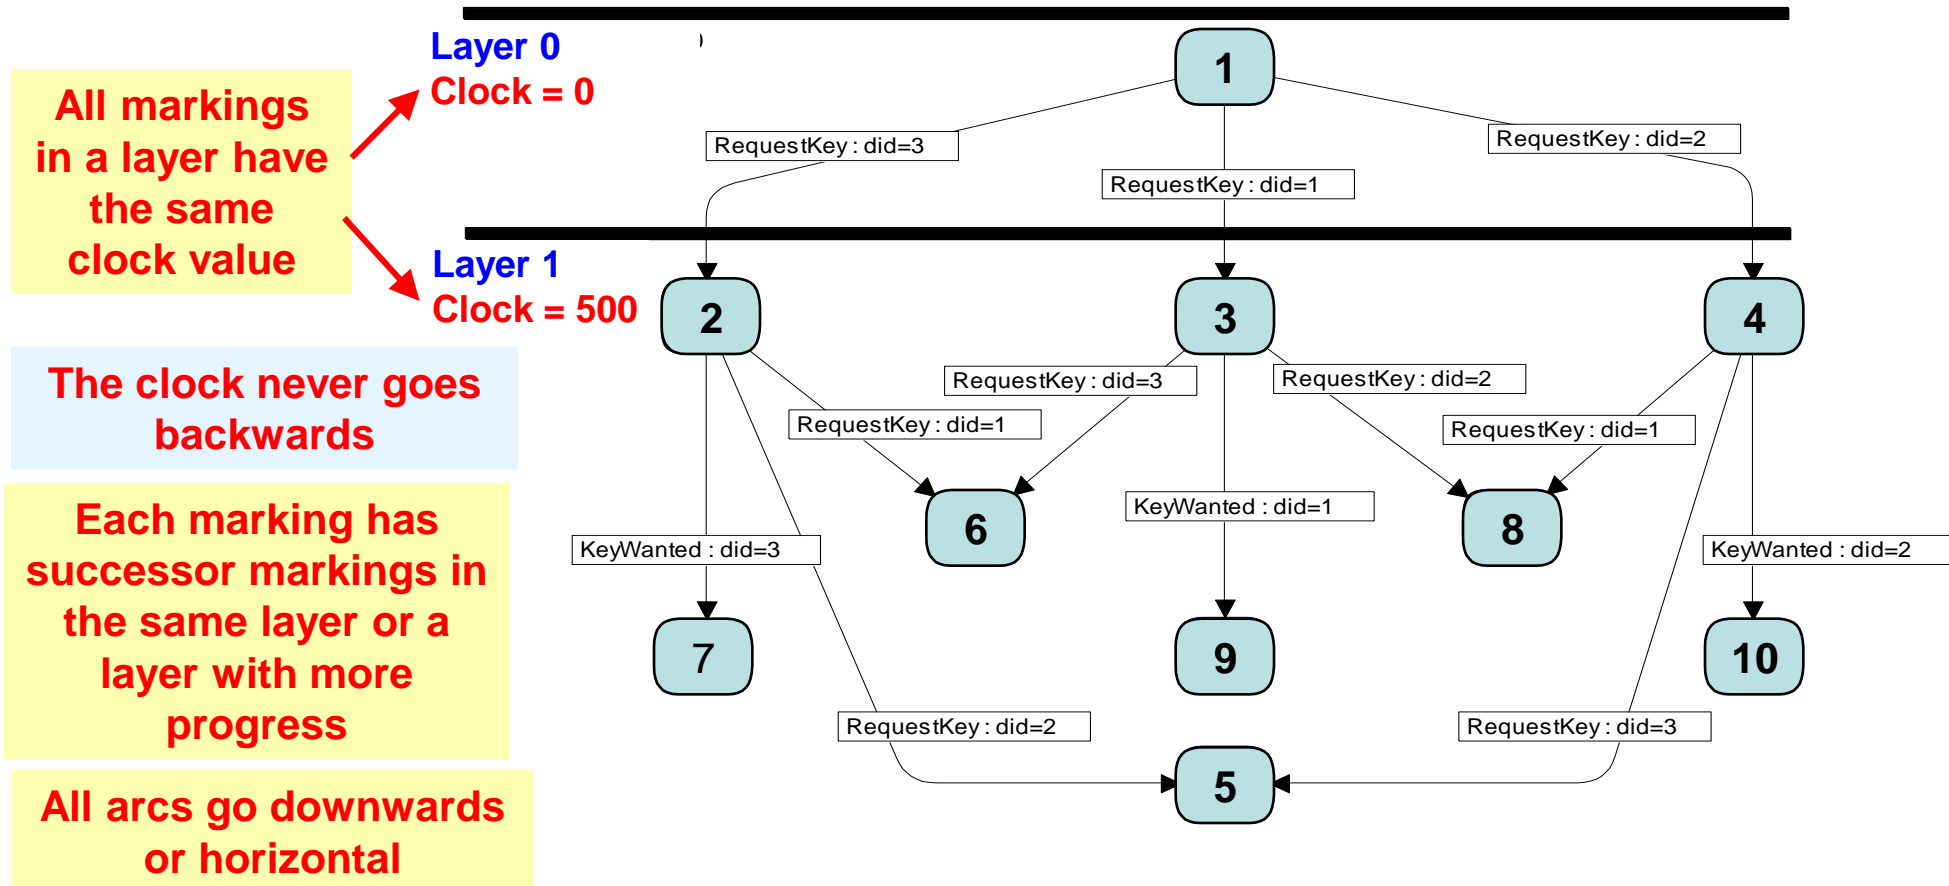 Layer 0
Clock = 0
1
All markings
in a layer have
the same
clock value
RequestKey : did=3
RequestKey : did=1
RequestKey : did=2
Layer 1
Clock = 500
2
3
4
The clock never goes
backwards
RequestKey : did=3
RequestKey : did=2
RequestKey : did=1
RequestKey : did=1
Each marking has
successor markings in
the same layer or a
layer with more
progress
6
KeyWanted : did=1
8
KeyWanted : did=3
KeyWanted : did=2
7
9
10
RequestKey : did=2
RequestKey : did=3
5
All arcs go downwards
or horizontal